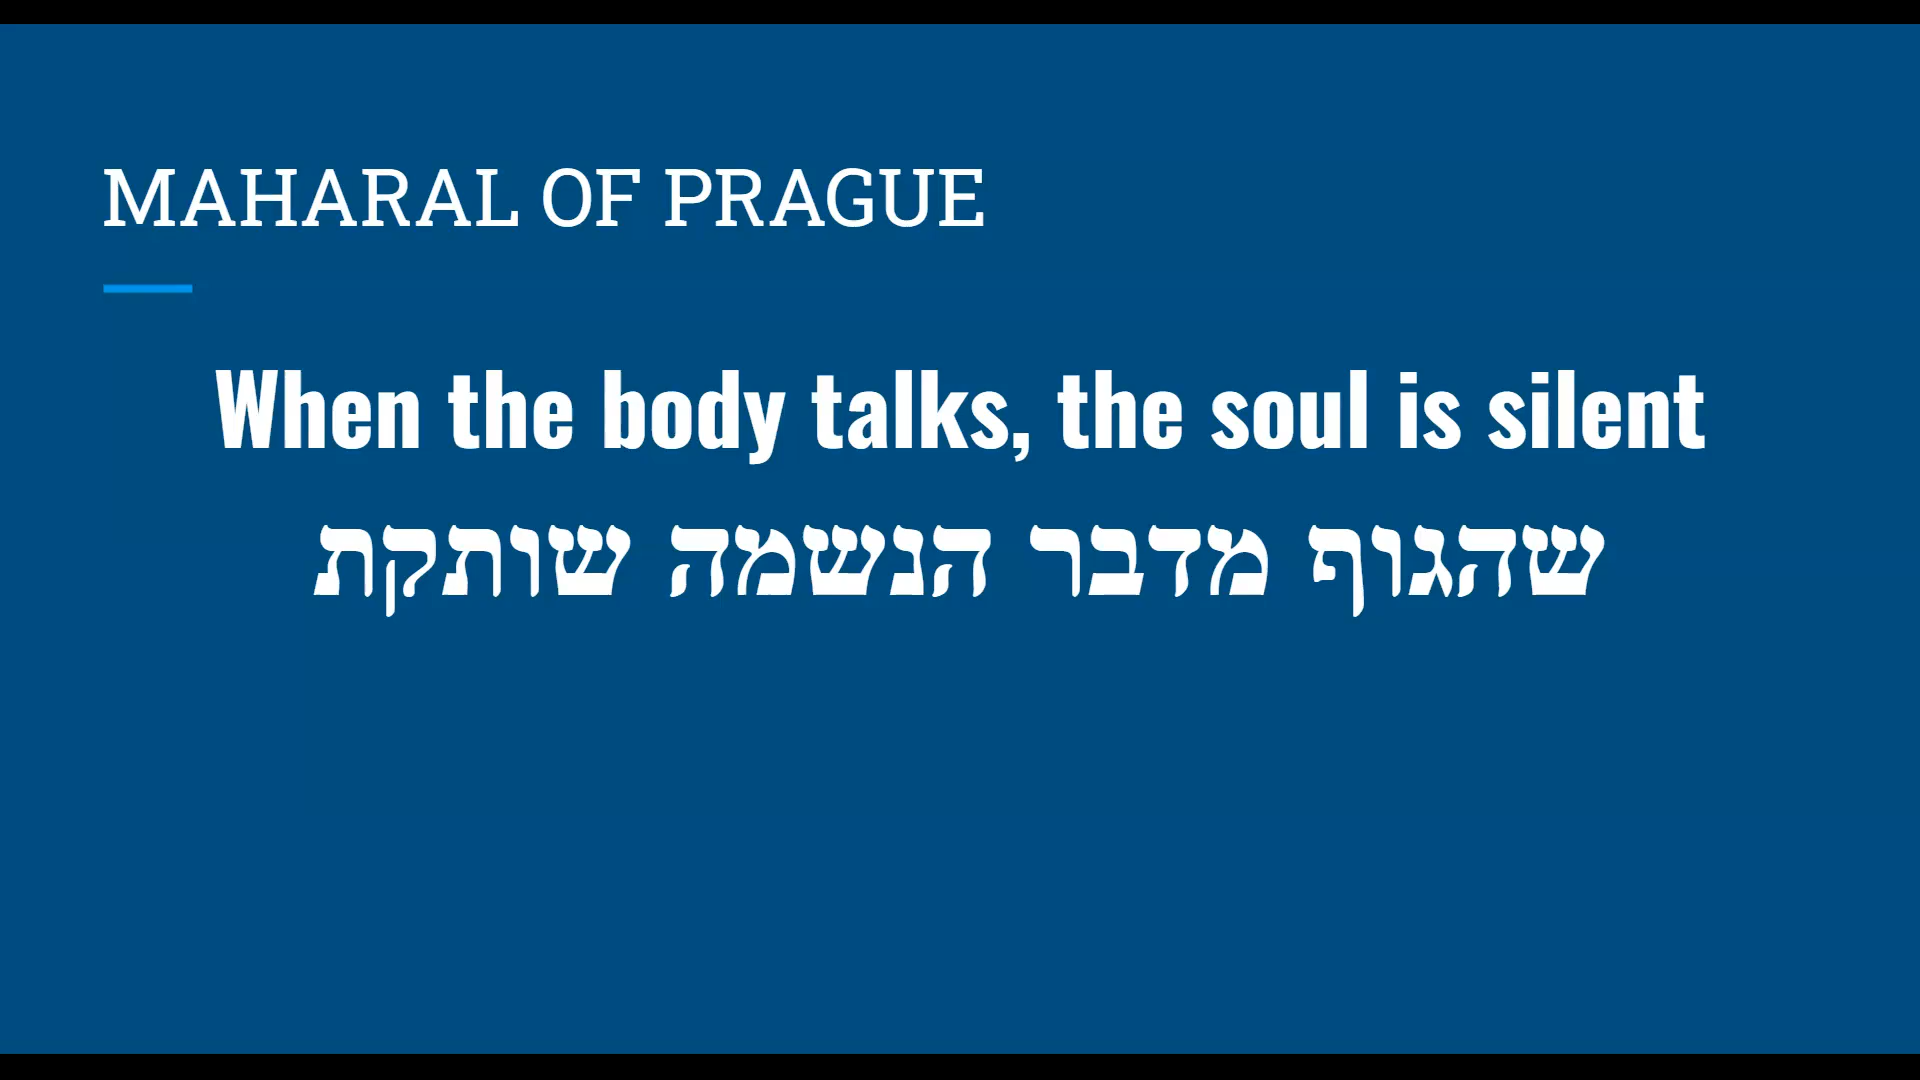 MAHARAL OF PRAGUE
When the body talks, the soul is silent
שהגוף מדבר הנשמה שותקת